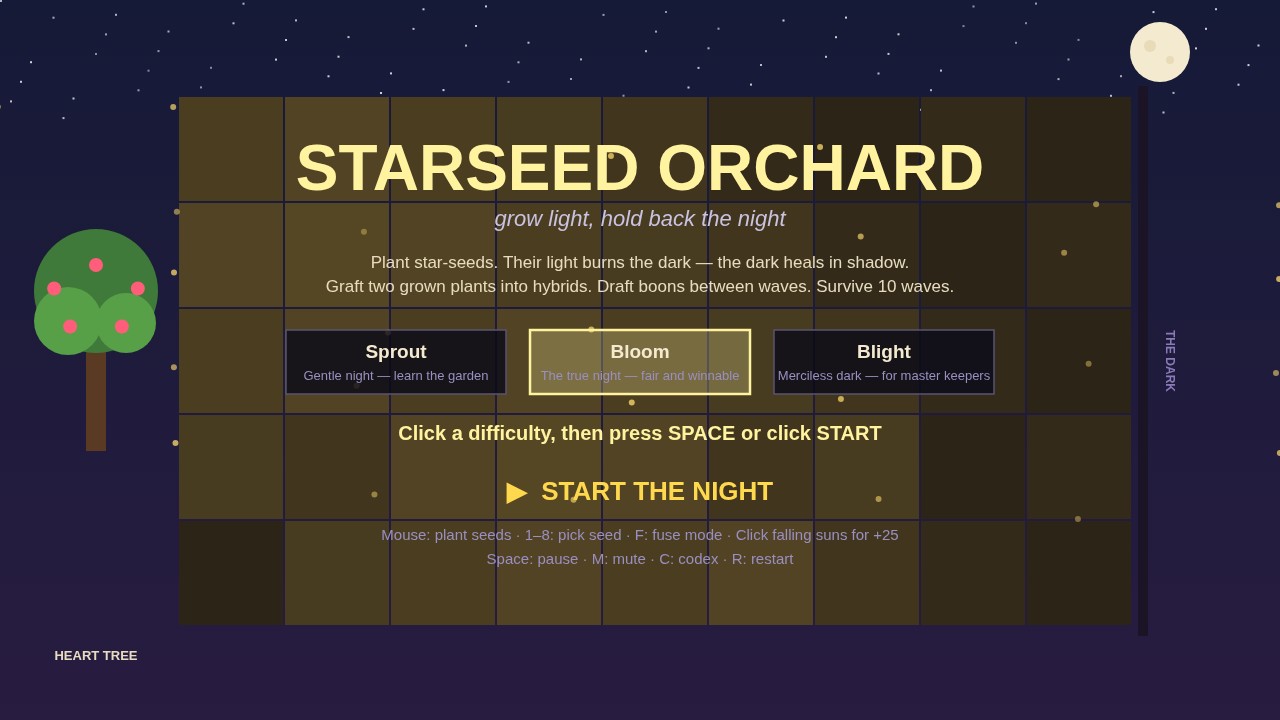 STARSEED ORCHARD
grow light, hold back the night
Plant star-seeds. Their light burns the dark — the dark heals in shadow.
Graft two grown plants into hybrids. Draft boons between waves. Survive 10 waves.
Sprout
Gentle night — learn the garden
Bloom
The true night — fair and winnable
Blight
Merciless dark — for master keepers
THE DARK
Click a difficulty, then press SPACE or click START
▶ START THE NIGHT
Mouse: plant seeds · 1–8: pick seed · F: fuse mode · Click falling suns for +25
Space: pause · M: mute · C: codex · R: restart
HEART TREE